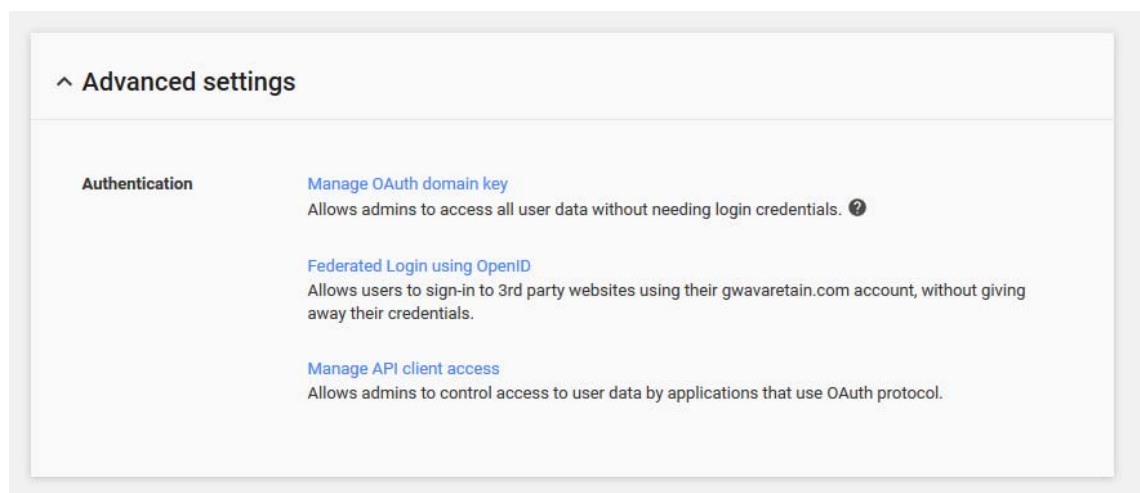 Advanced settings
Authentication
Manage OAuth domain key
Allows admins to access all user data without needing login credentials.
Federated Login using OpenID
Allows users to sign-in to 3rd party websites using their gwavaretain.com account, without giving
away their credentials.
Manage API client access
Allows admins to control access to user data by applications that use OAuth protocol.